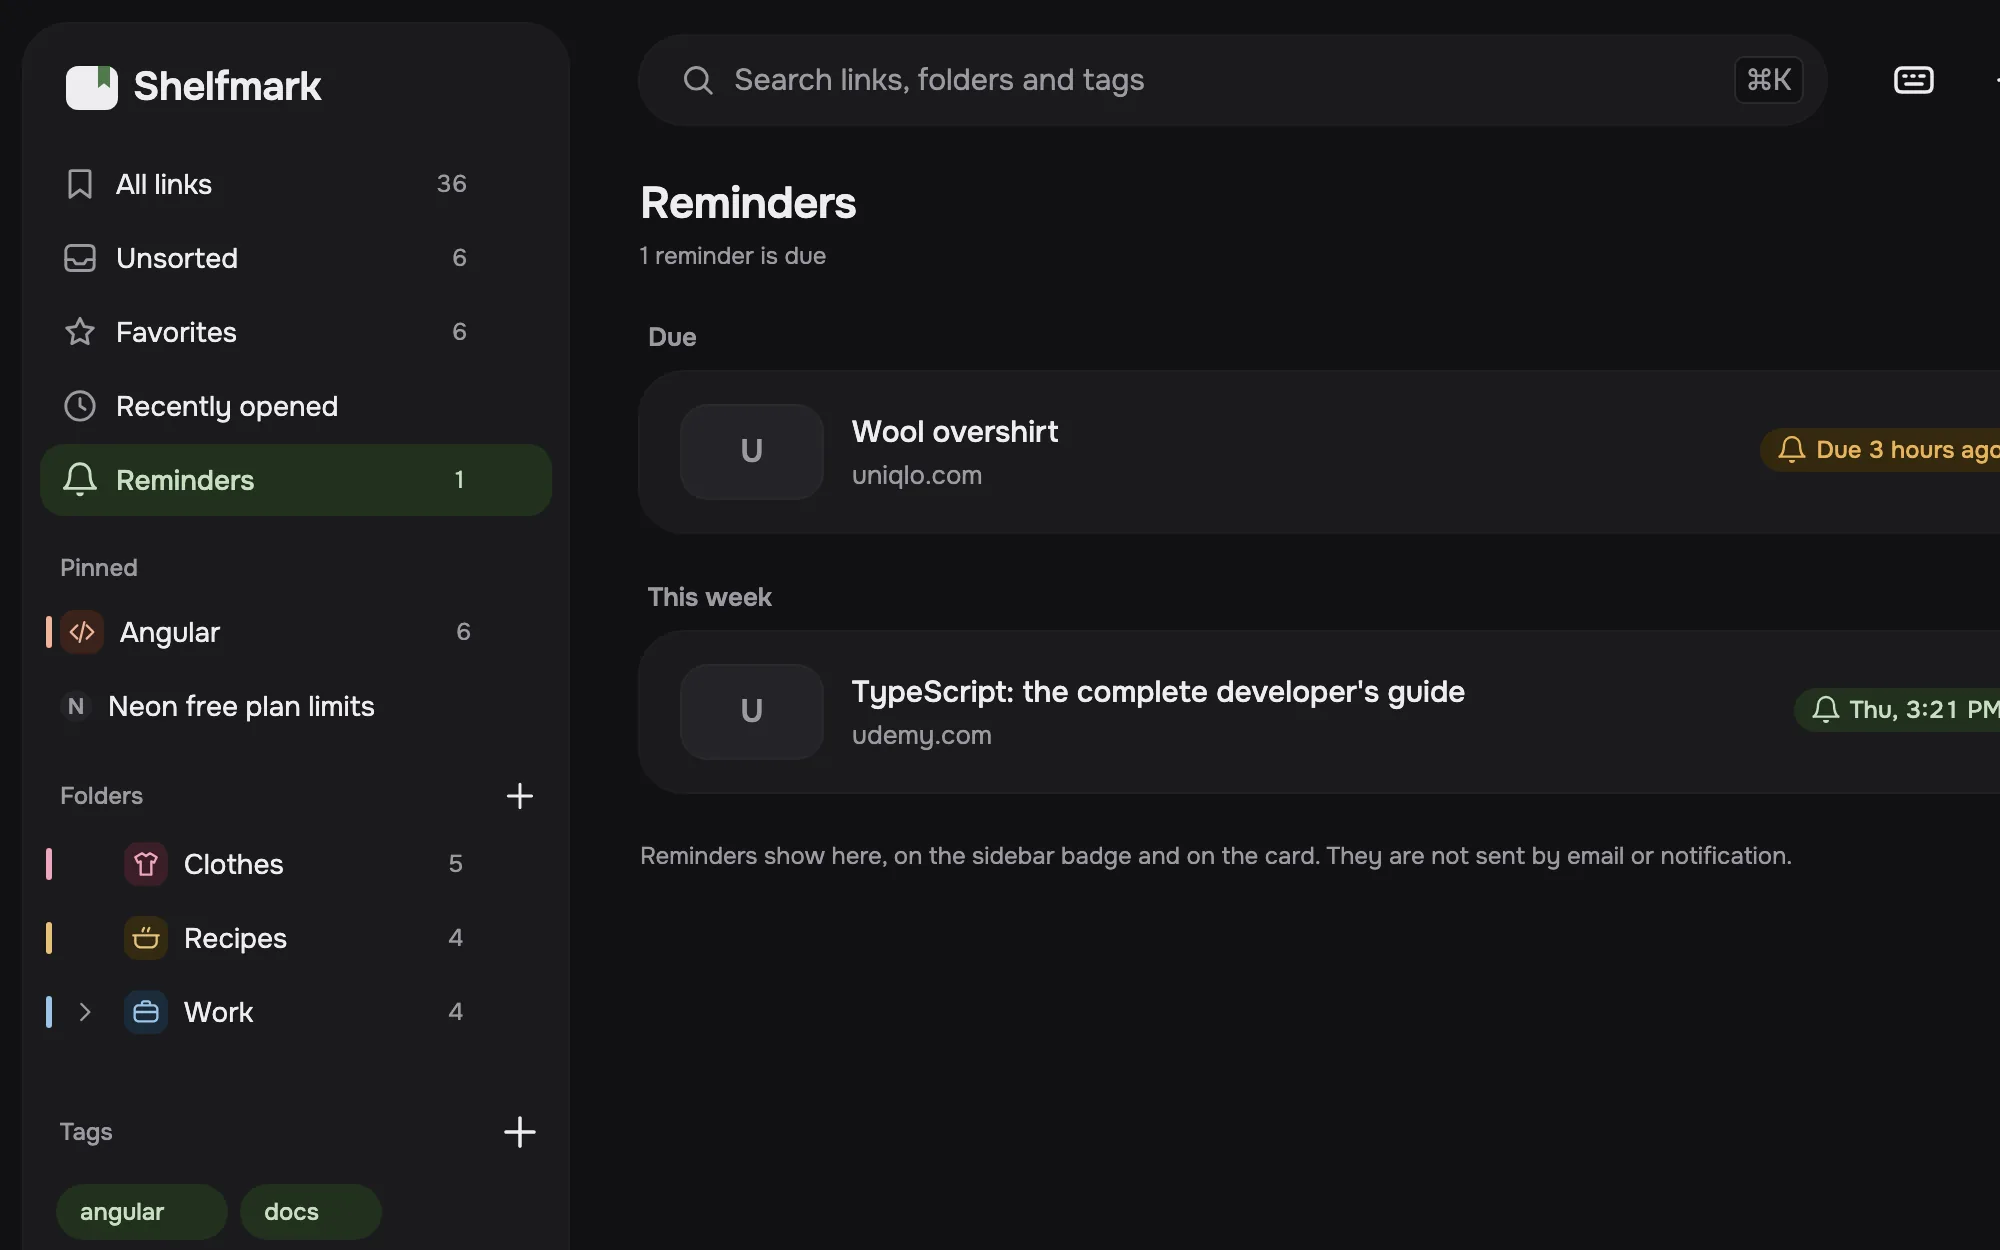 Shelfmark
All links 36
Unsorted 6
Favorites 6
Recently opened
Reminders 1
Pinned
Angular 6
N Neon free plan limits
Folders
Clothes 5
Recipes 4
Work 4
Tags
angular docs
Search links, folders and tags ⌘K
Reminders
1 reminder is due
Due
U
Wool overshirt
uniqlo.com
Due 3 hours ago
This week
U
TypeScript: the complete developer's guide
udemy.com
Thu, 3:21 PM
Reminders show here, on the sidebar badge and on the card. They are not sent by email or notification.